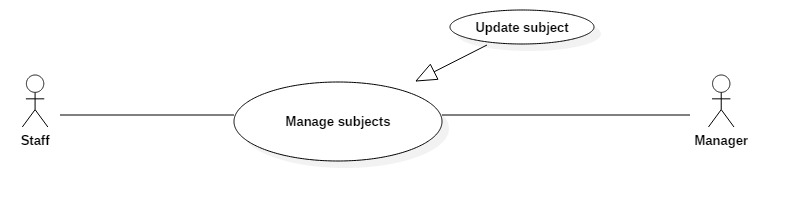 Update subject
Manage subjects
Staff
Manager